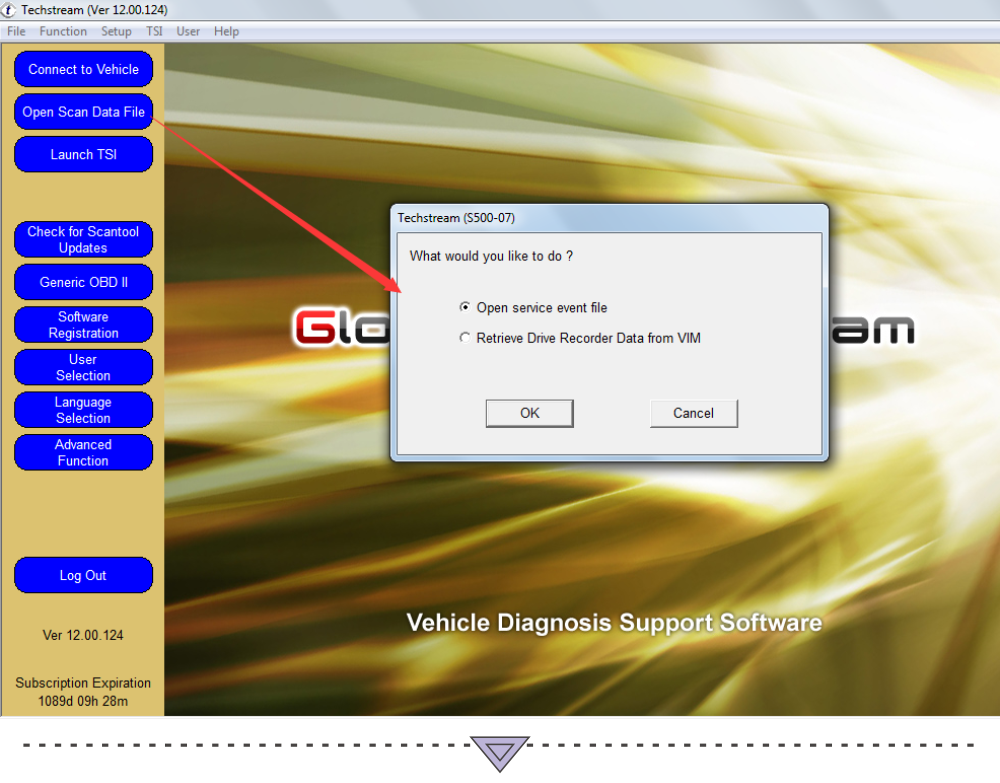 Techstream (Ver 12.00.124)
File Function Setup TSI User Help
Connect to Vehicle
Open Scan Data File
Launch TSI
Check for Scantool
Updates
Generic OBD II
Software
Registration
User
Selection
Language
Selection
Advanced
Function
Log Out
Ver 12.00.124
Subscription Expiration
1089d 09h 28m
Techstream (S500-07)
What would you like to do ?
Open service event file
Retrieve Drive Recorder Data from VIM
OK Cancel
Vehicle Diagnosis Support Software